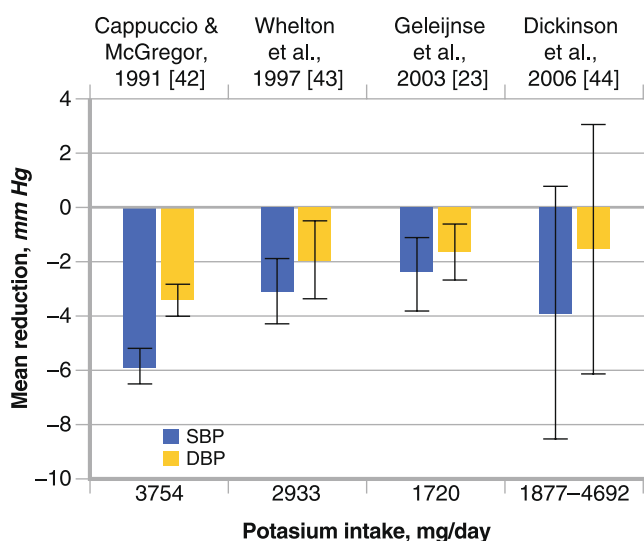 Cappuccio & McGregor, 1991 [42]
Whelton et al., 1997 [43]
Geleijnse et al., 2003 [23]
Dickinson et al., 2006 [44]
4
2
0
−2
−4
−6
−8
−10
Mean reduction, mm Hg
SBP
DBP
3754
2933
1720
1877–4692
Potasium intake, mg/day